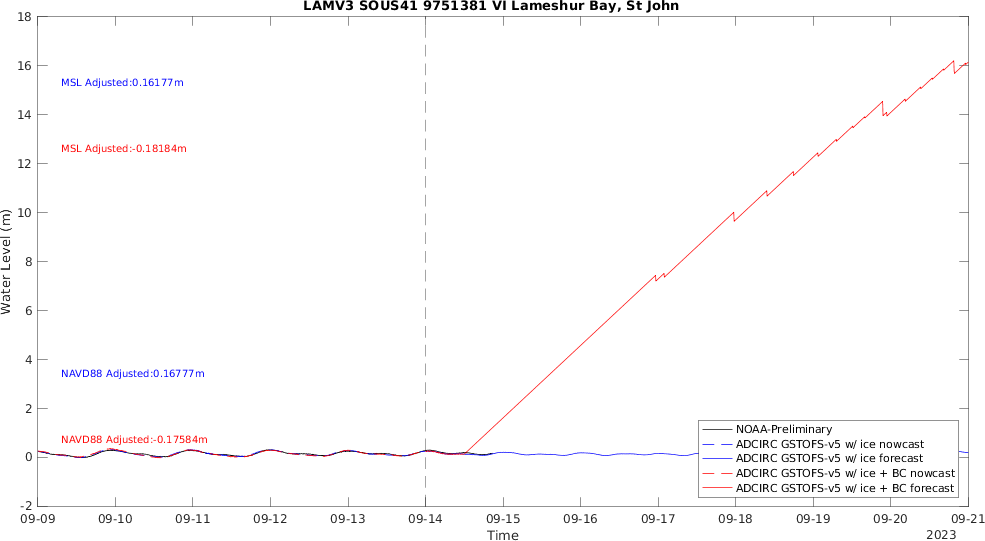 LAMV3 SOUS41 9751381 VI Lameshur Bay, St John
18
16
14
12
10
8
6
4
2
0
-2
Water Level (m)
MSL Adjusted:0.16177m
MSL Adjusted:-0.18184m
NAVD88 Adjusted:0.16777m
NAVD88 Adjusted:-0.17584m
NOAA-Preliminary
ADCIRC GSTOFS-v5 w/ ice nowcast
ADCIRC GSTOFS-v5 w/ ice forecast
ADCIRC GSTOFS-v5 w/ ice + BC nowcast
ADCIRC GSTOFS-v5 w/ ice + BC forecast
09-09 09-10 09-11 09-12 09-13 09-14 09-15 09-16 09-17 09-18 09-19 09-20 09-21
Time
2023